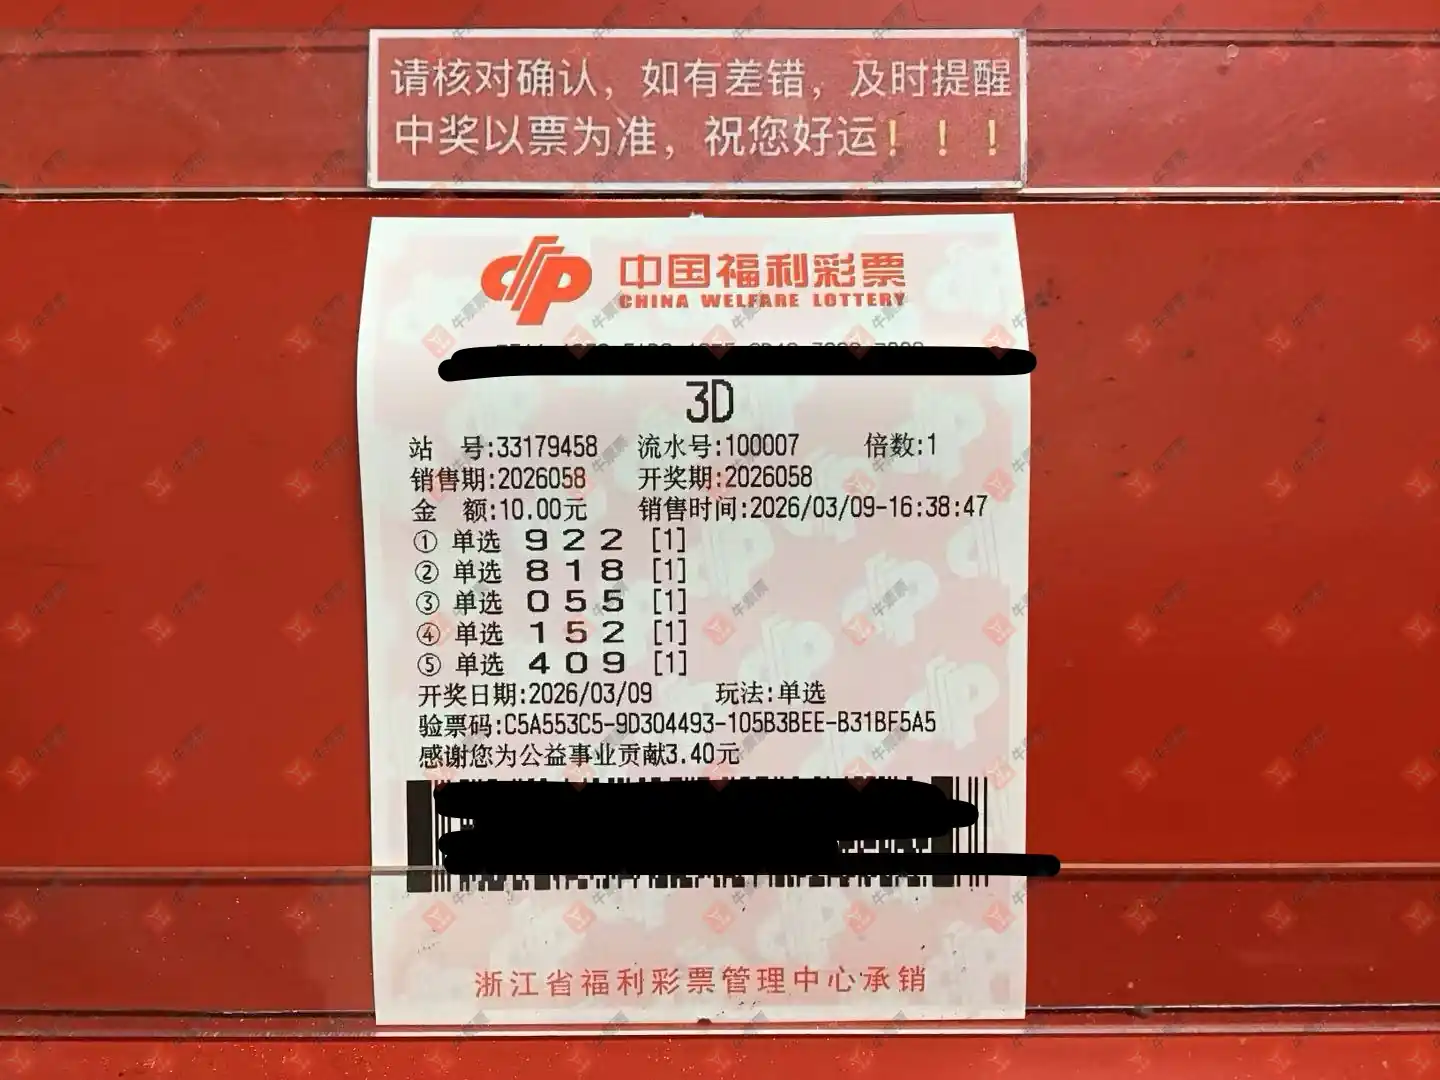 请核对确认，如有差错，及时提醒
中奖以票为准，祝您好运！！！
中国福利彩票
CHINA WELFARE LOTTERY
3D
站 号:33179458 流水号:100007 倍数:1
销售期:2026058 开奖期:2026058
金 额:10.00元 销售时间:2026/03/09-16:38:47
① 单选 9 2 2 [1]
② 单选 8 1 8 [1]
③ 单选 0 5 5 [1]
④ 单选 1 5 2 [1]
⑤ 单选 4 0 9 [1]
开奖日期:2026/03/09 玩法:单选
验票码:C5A553C5-9D304493-105B3BEE-B31BF5A5
感谢您为公益事业贡献3.40元
浙江省福利彩票管理中心承销
牛票票